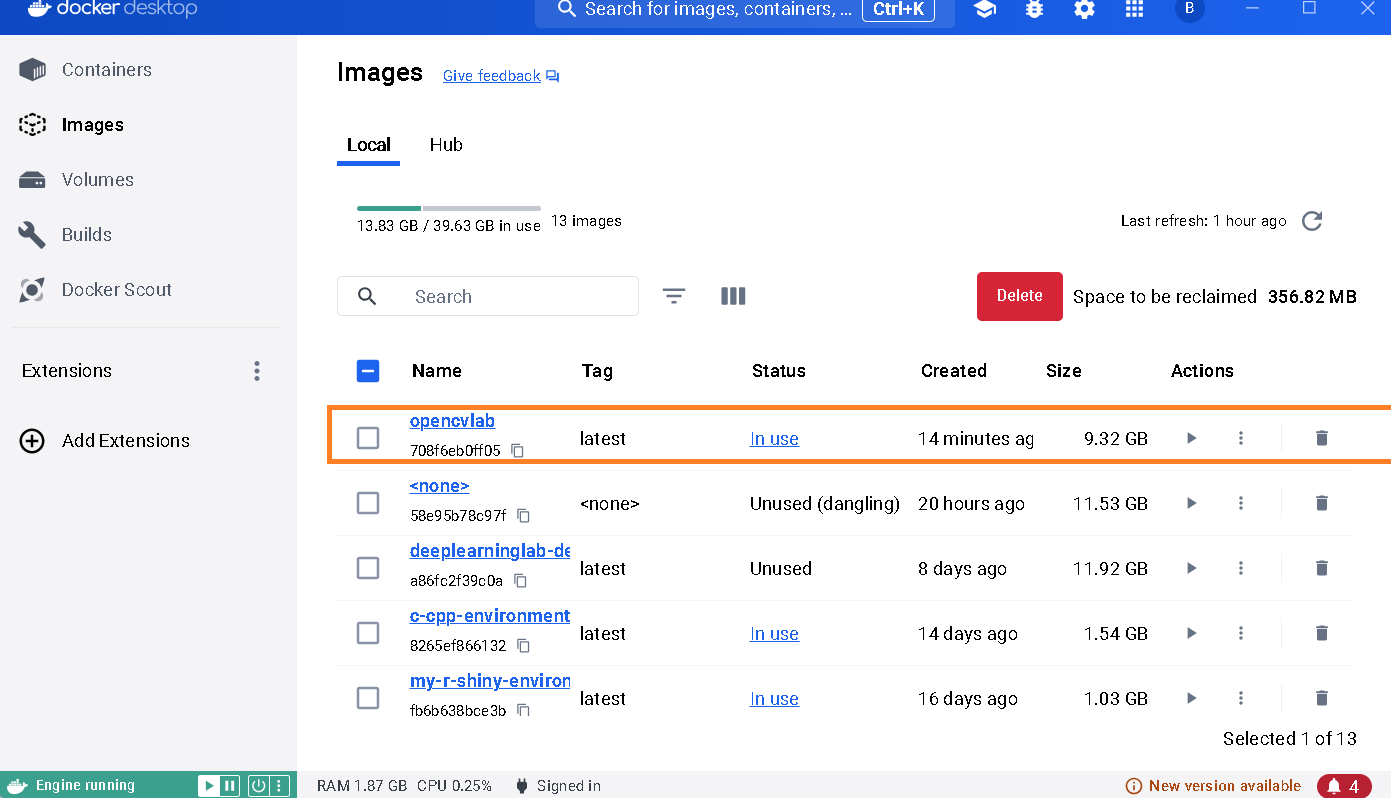 docker desktop
Search for images, containers, ... Ctrl+K
B
Containers
Images
Volumes
Builds
Docker Scout
Extensions
Add Extensions
Images Give feedback
Local Hub
13.83 GB / 39.63 GB in use 13 images
Last refresh: 1 hour ago
Search
Delete Space to be reclaimed 356.82 MB
Name Tag Status Created Size Actions
opencvlab
708f6eb0ff05
latest In use 14 minutes ag 9.32 GB
<none>
58e95b78c97f
<none> Unused (dangling) 20 hours ago 11.53 GB
deeplearninglab-de
a86fc2f39c0a
latest Unused 8 days ago 11.92 GB
c-cpp-environment
8265ef866132
latest In use 14 days ago 1.54 GB
my-r-shiny-environ
fb6b638bce3b
latest In use 16 days ago 1.03 GB
Selected 1 of 13
Engine running
RAM 1.87 GB CPU 0.25% Signed in
New version available 4